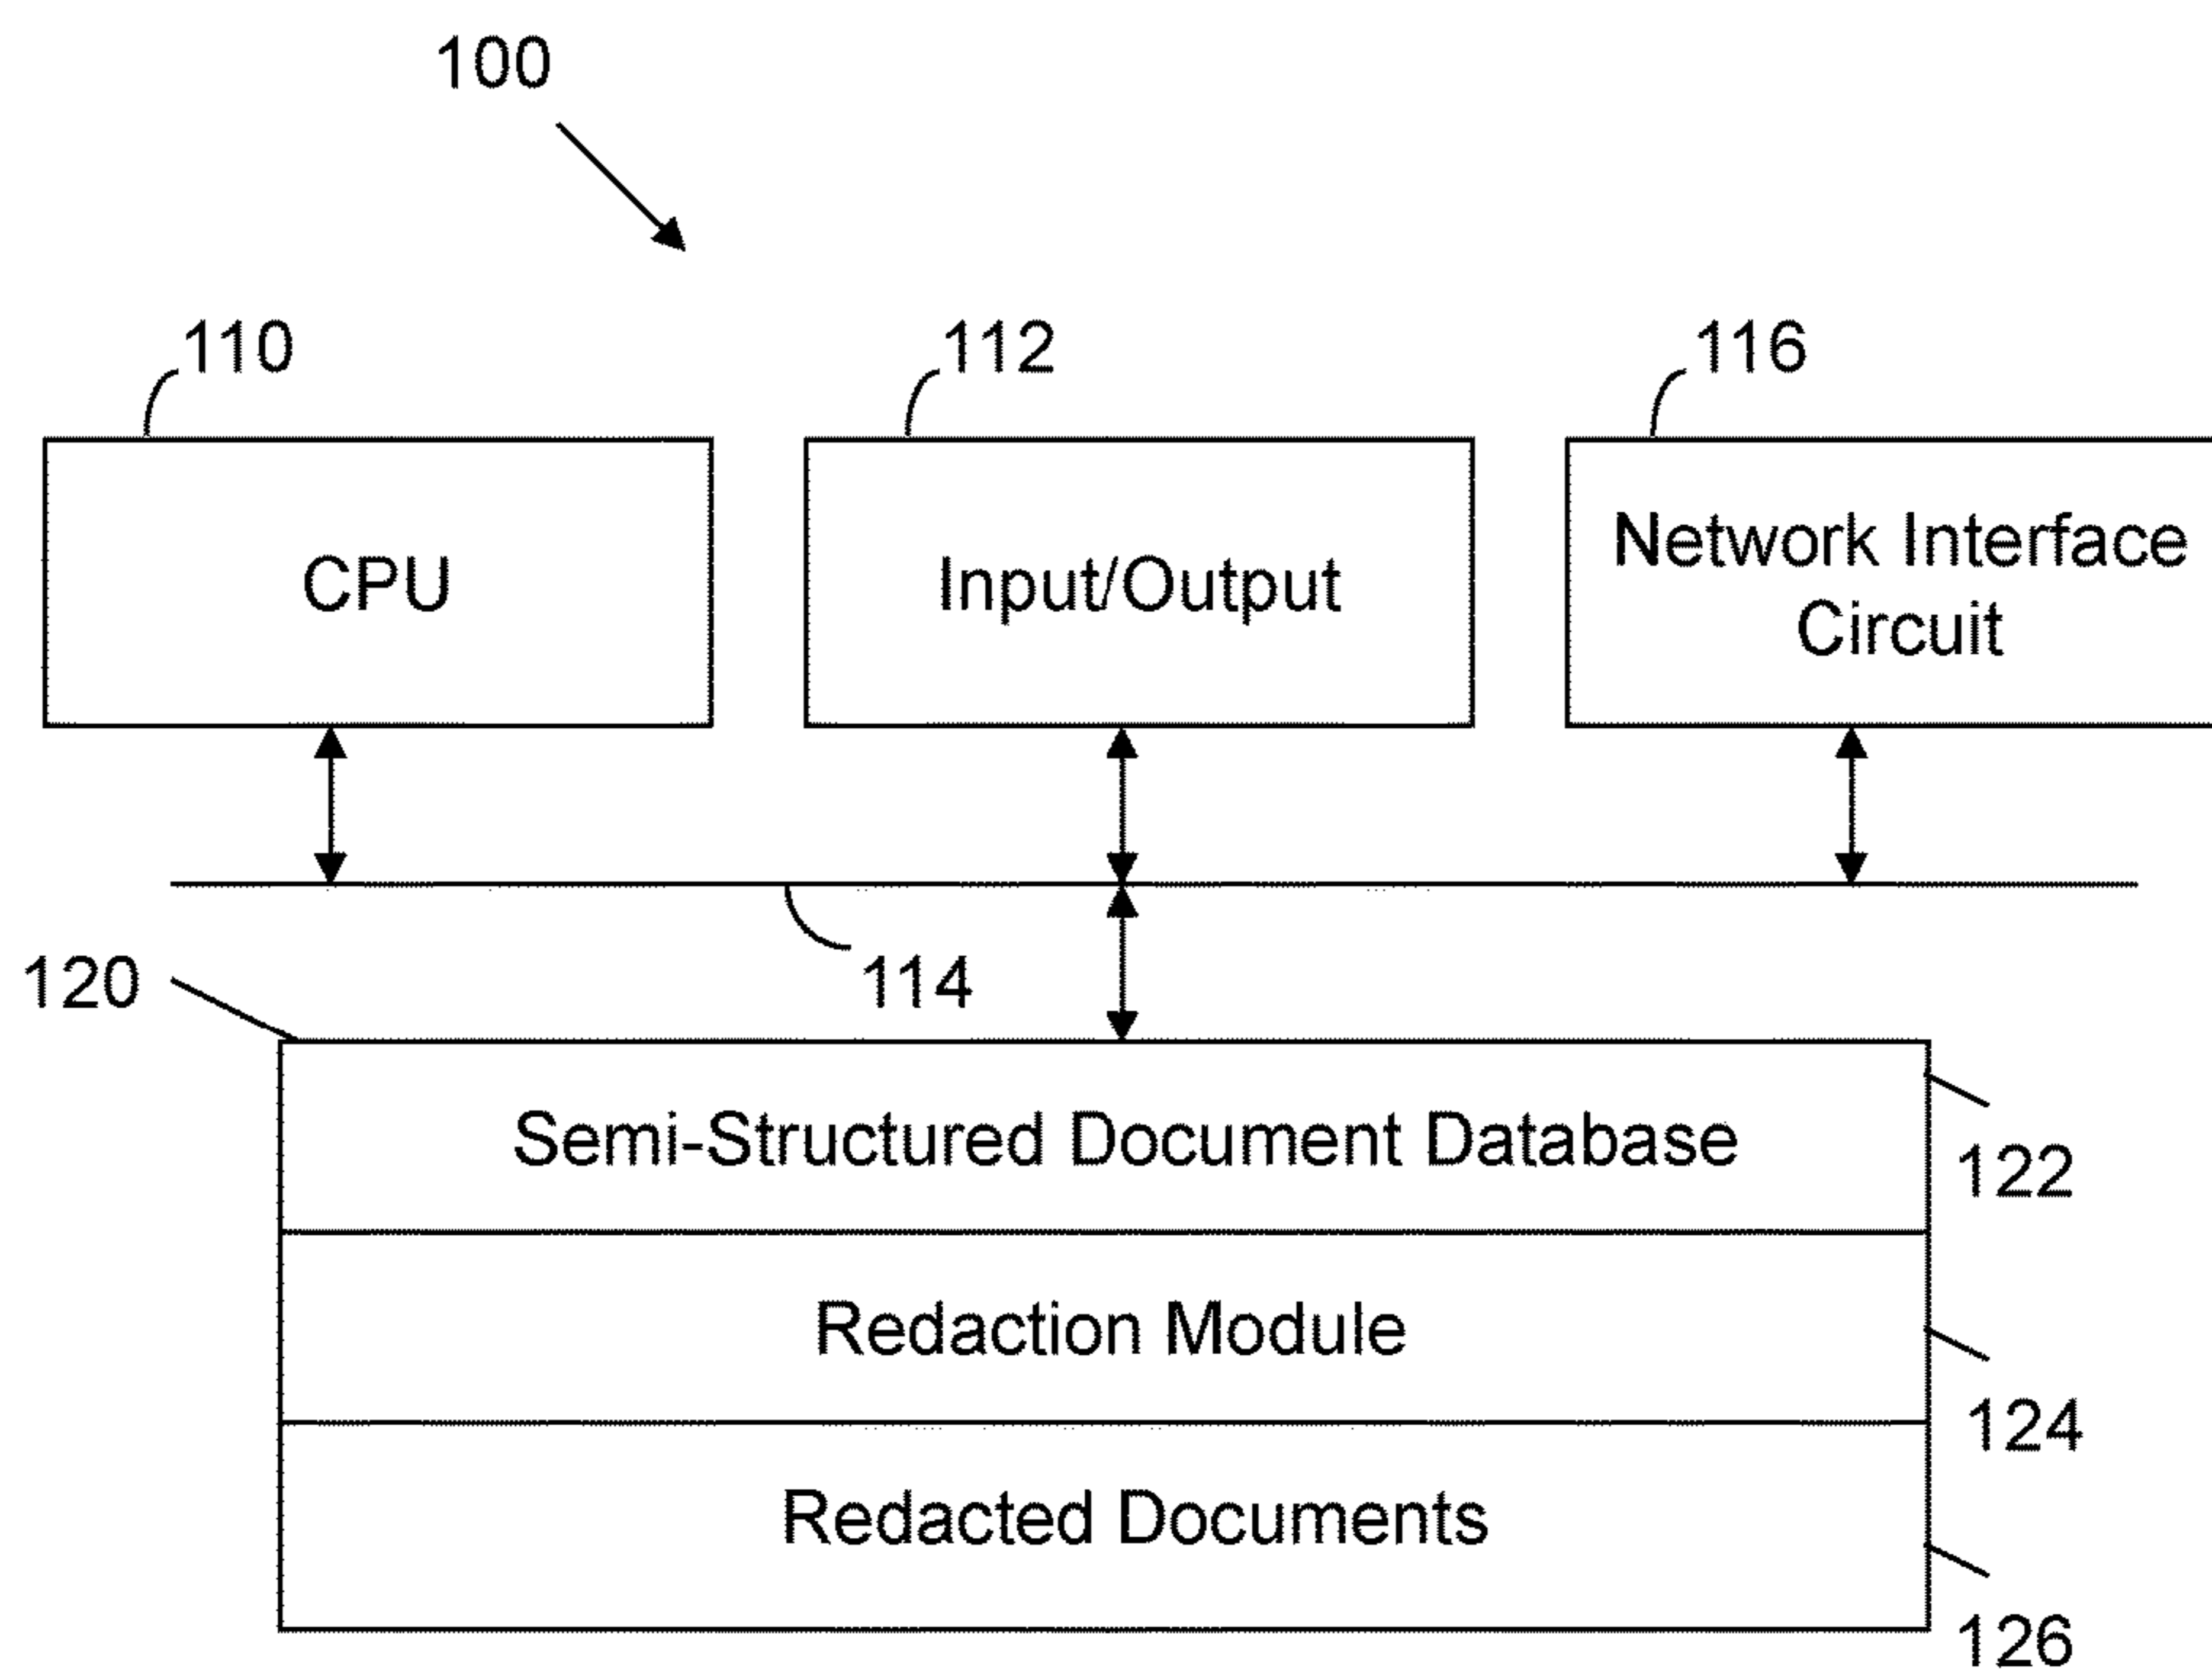 100
110
112
116
CPU
Input/Output
Network Interface
Circuit
114
120
Semi-Structured Document Database
122
Redaction Module
124
Redacted Documents
126